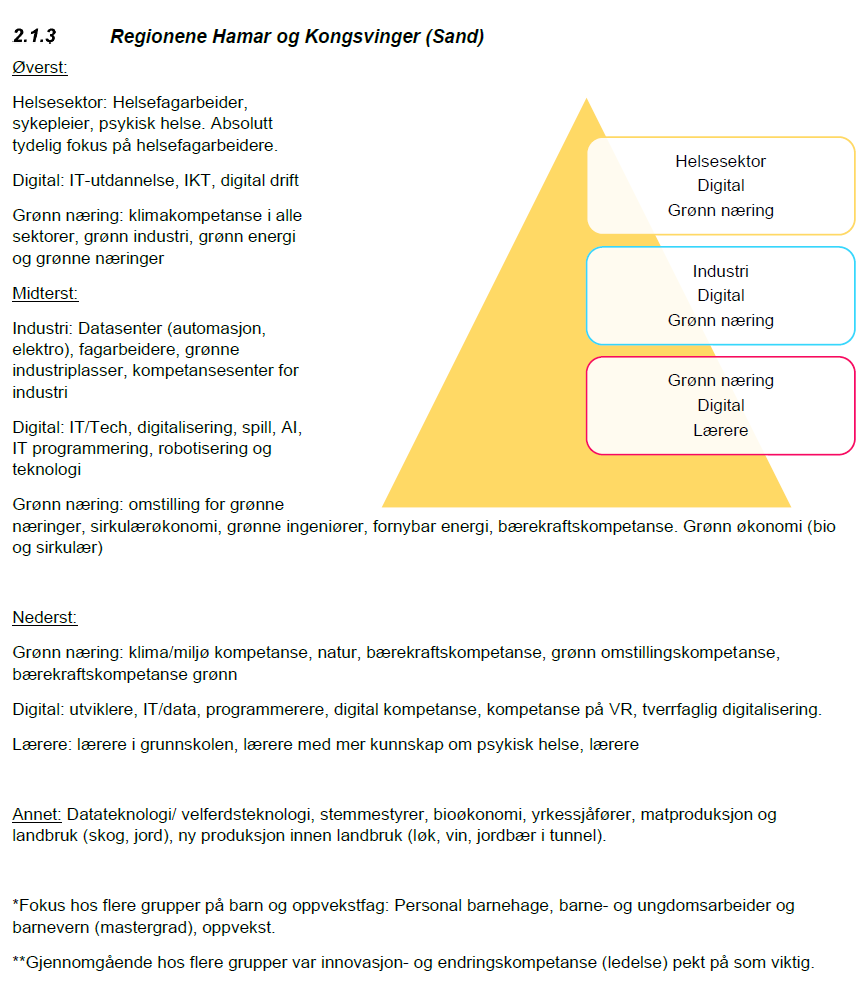 2.1.3 Regionene Hamar og Kongsvinger (Sand)
Øverst:
Helsesektor: Helsefagarbeider,
sykepleier, psykisk helse. Absolutt
tydelig fokus på helsefagarbeidere.
Digital: IT-utdannelse, IKT, digital drift
Grønn næring: klimakompetanse i alle
sektorer, grønn industri, grønn energi
og grønne næringer
Midterst:
Industri: Datasenter (automasjon,
elektro), fagarbeidere, grønne
industriplasser, kompetansesenter for
industri
Digital: IT/Tech, digitalisering, spill, AI,
IT programmering, robotisering og
teknologi
Grønn næring: omstilling for grønne
næringer, sirkulærøkonomi, grønne ingeniører, fornybar energi, bærekraftskompetanse. Grønn økonomi (bio
og sirkulær)
Helsesektor
Digital
Grønn næring
Industri
Digital
Grønn næring
Grønn næring
Digital
Lærere
Nederst:
Grønn næring: klima/miljø kompetanse, natur, bærekraftskompetanse, grønn omstillingskompetanse,
bærekraftskompetanse grønn
Digital: utviklere, IT/data, programmerere, digital kompetanse, kompetanse på VR, tverrfaglig digitalisering.
Lærere: lærere i grunnskolen, lærere med mer kunnskap om psykisk helse, lærere
Annet: Datateknologi/ velferdsteknologi, stemmestyrer, bioøkonomi, yrkessjåfører, matproduksjon og
landbruk (skog, jord), ny produksjon innen landbruk (løk, vin, jordbær i tunnel).
*Fokus hos flere grupper på barn og oppvekstfag: Personal barnehage, barne- og ungdomsarbeider og
barnevern (mastergrad), oppvekst.
**Gjennomgående hos flere grupper var innovasjon- og endringskompetanse (ledelse) pekt på som viktig.